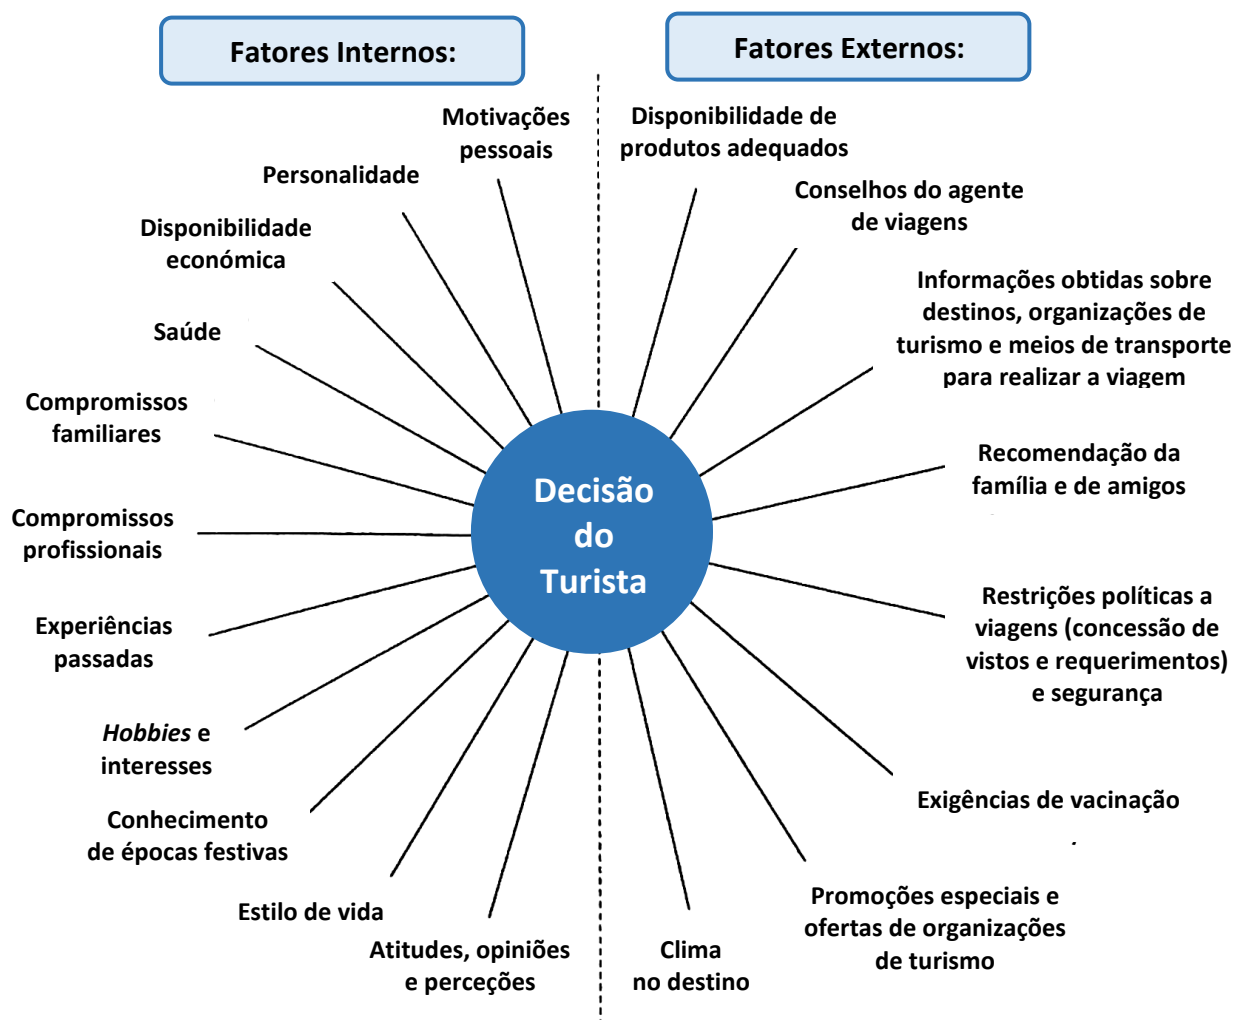 Fatores Internos:
Fatores Externos:
Motivações
pessoais
Personalidade
Disponibilidade
económica
Saúde
Compromissos
familiares
Compromissos
profissionais
Experiências
passadas
Hobbies e
interesses
Conhecimento
de épocas festivas
Estilo de vida
Atitudes, opiniões
e perceções
Decisão
do
Turista
Disponibilidade de
produtos adequados
Conselhos do agente
de viagens
Informações obtidas sobre
destinos, organizações de
turismo e meios de transporte
para realizar a viagem
Recomendação da
família e de amigos
Restrições políticas a
viagens (concessão de
vistos e requerimentos)
e segurança
Exigências de vacinação
Promoções especiais e
ofertas de organizações
de turismo
Clima
no destino